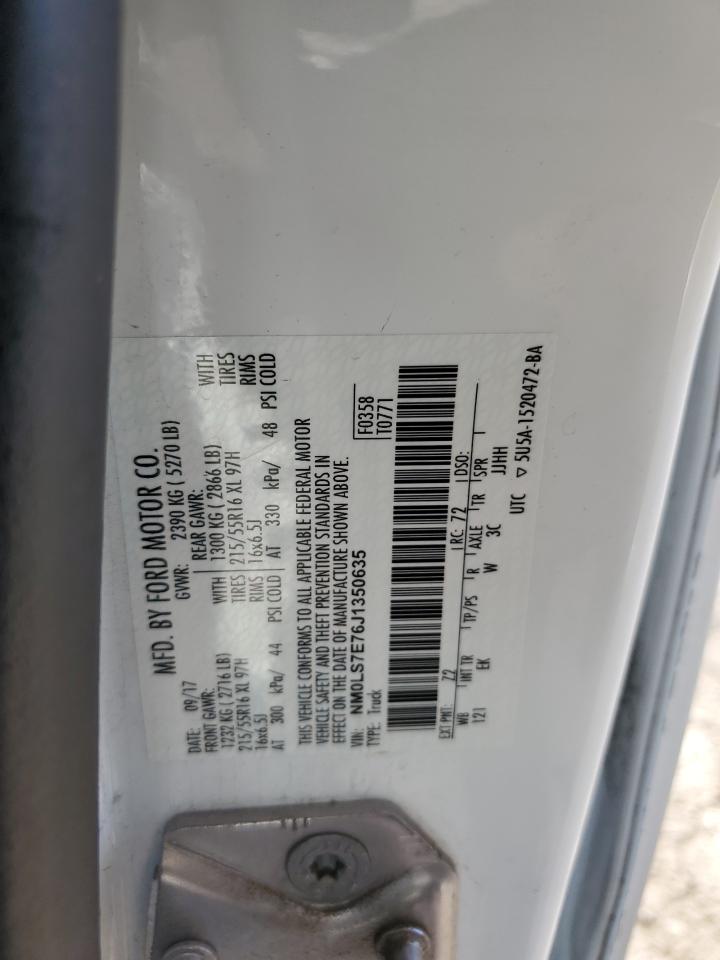 MFD. BY FORD MOTOR CO.
DATE: 09/17 GVWR: 2390 KG ( 5270 LB)
FRONT GAWR: REAR GAWR:
1232 KG ( 2716 LB) WITH 1300 KG ( 2866 LB) WITH
215/55R16 XL 97H TIRES 215/55R16 XL 97H TIRES
16x6.5J RIMS 16x6.5J RIMS
AT 300 kPa/ 44 PSI COLD AT 330 kPa/ 48 PSI COLD
THIS VEHICLE CONFORMS TO ALL APPLICABLE FEDERAL MOTOR
VEHICLE SAFETY AND THEFT PREVENTION STANDARDS IN
EFFECT ON THE DATE OF MANUFACTURE SHOWN ABOVE.
VIN: NM0LS7E76J1350635 F0358
TYPE: Truck T0771
EXT PNT: Z2 RC: 72 DSO:
WB INT TR TP/PS R AXLE TR SPR
121 EK W 3C JJHH
UTC ▽ 5U5A-1520472-BA